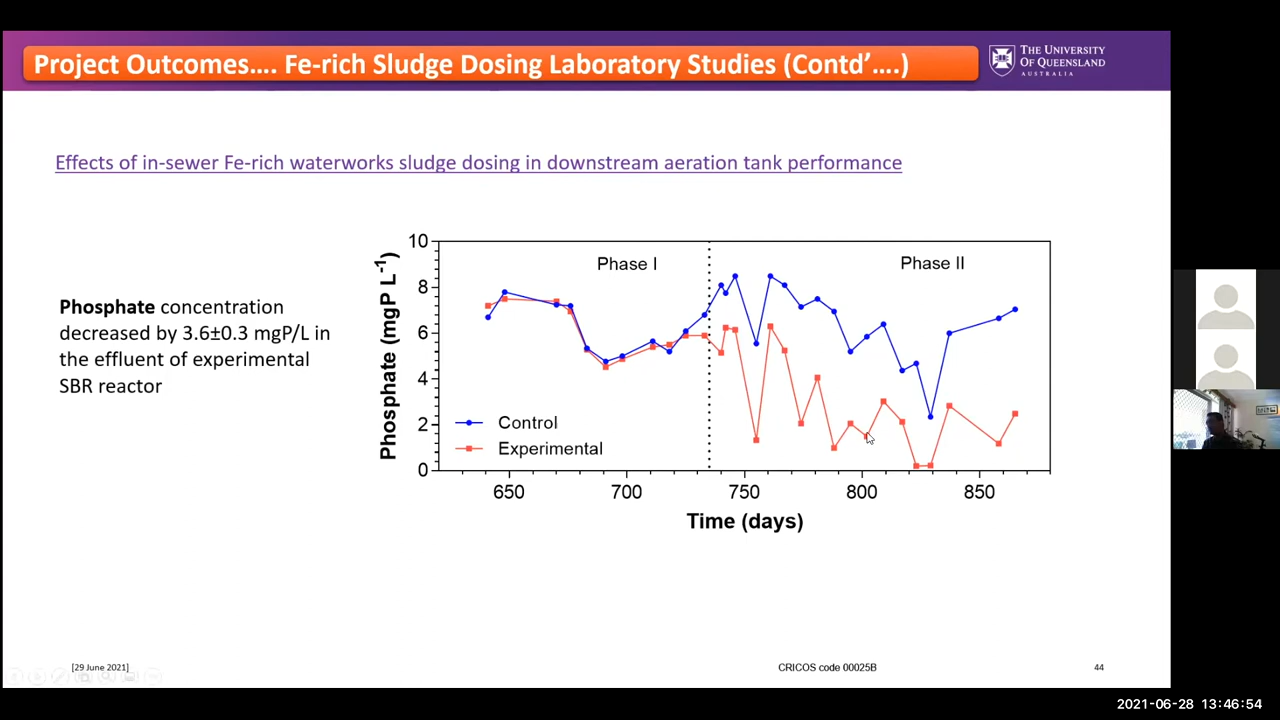 Project Outcomes.... Fe-rich Sludge Dosing Laboratory Studies (Contd'....)
THE UNIVERSITY
OF QUEENSLAND
AUSTRALIA
Effects of in-sewer Fe-rich waterworks sludge dosing in downstream aeration tank performance
Phosphate concentration
decreased by 3.6±0.3 mgP/L in
the effluent of experimental
SBR reactor
Phosphate (mgP L⁻¹)
10
8
6
4
2
0
Phase I
Phase II
Control
Experimental
650
700
750
800
850
Time (days)
[29 June 2021]
CRICOS code 00025B
44
2021-06-28 13:46:54